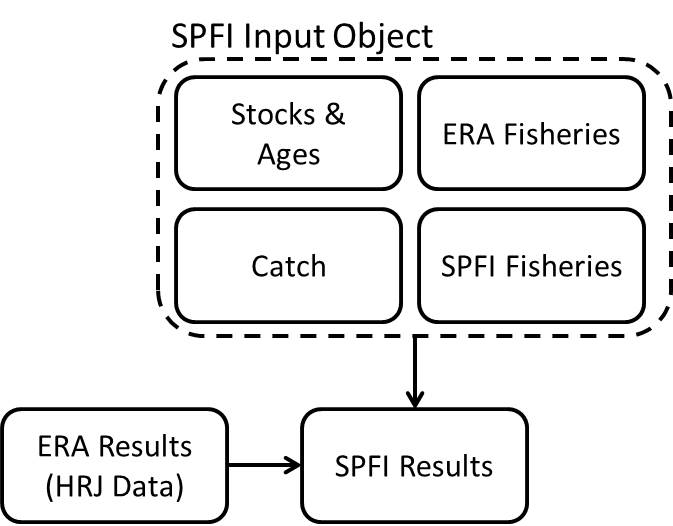 SPFI Input Object
Stocks &
Ages
ERA Fisheries
Catch
SPFI Fisheries
ERA Results
(HRJ Data)
SPFI Results